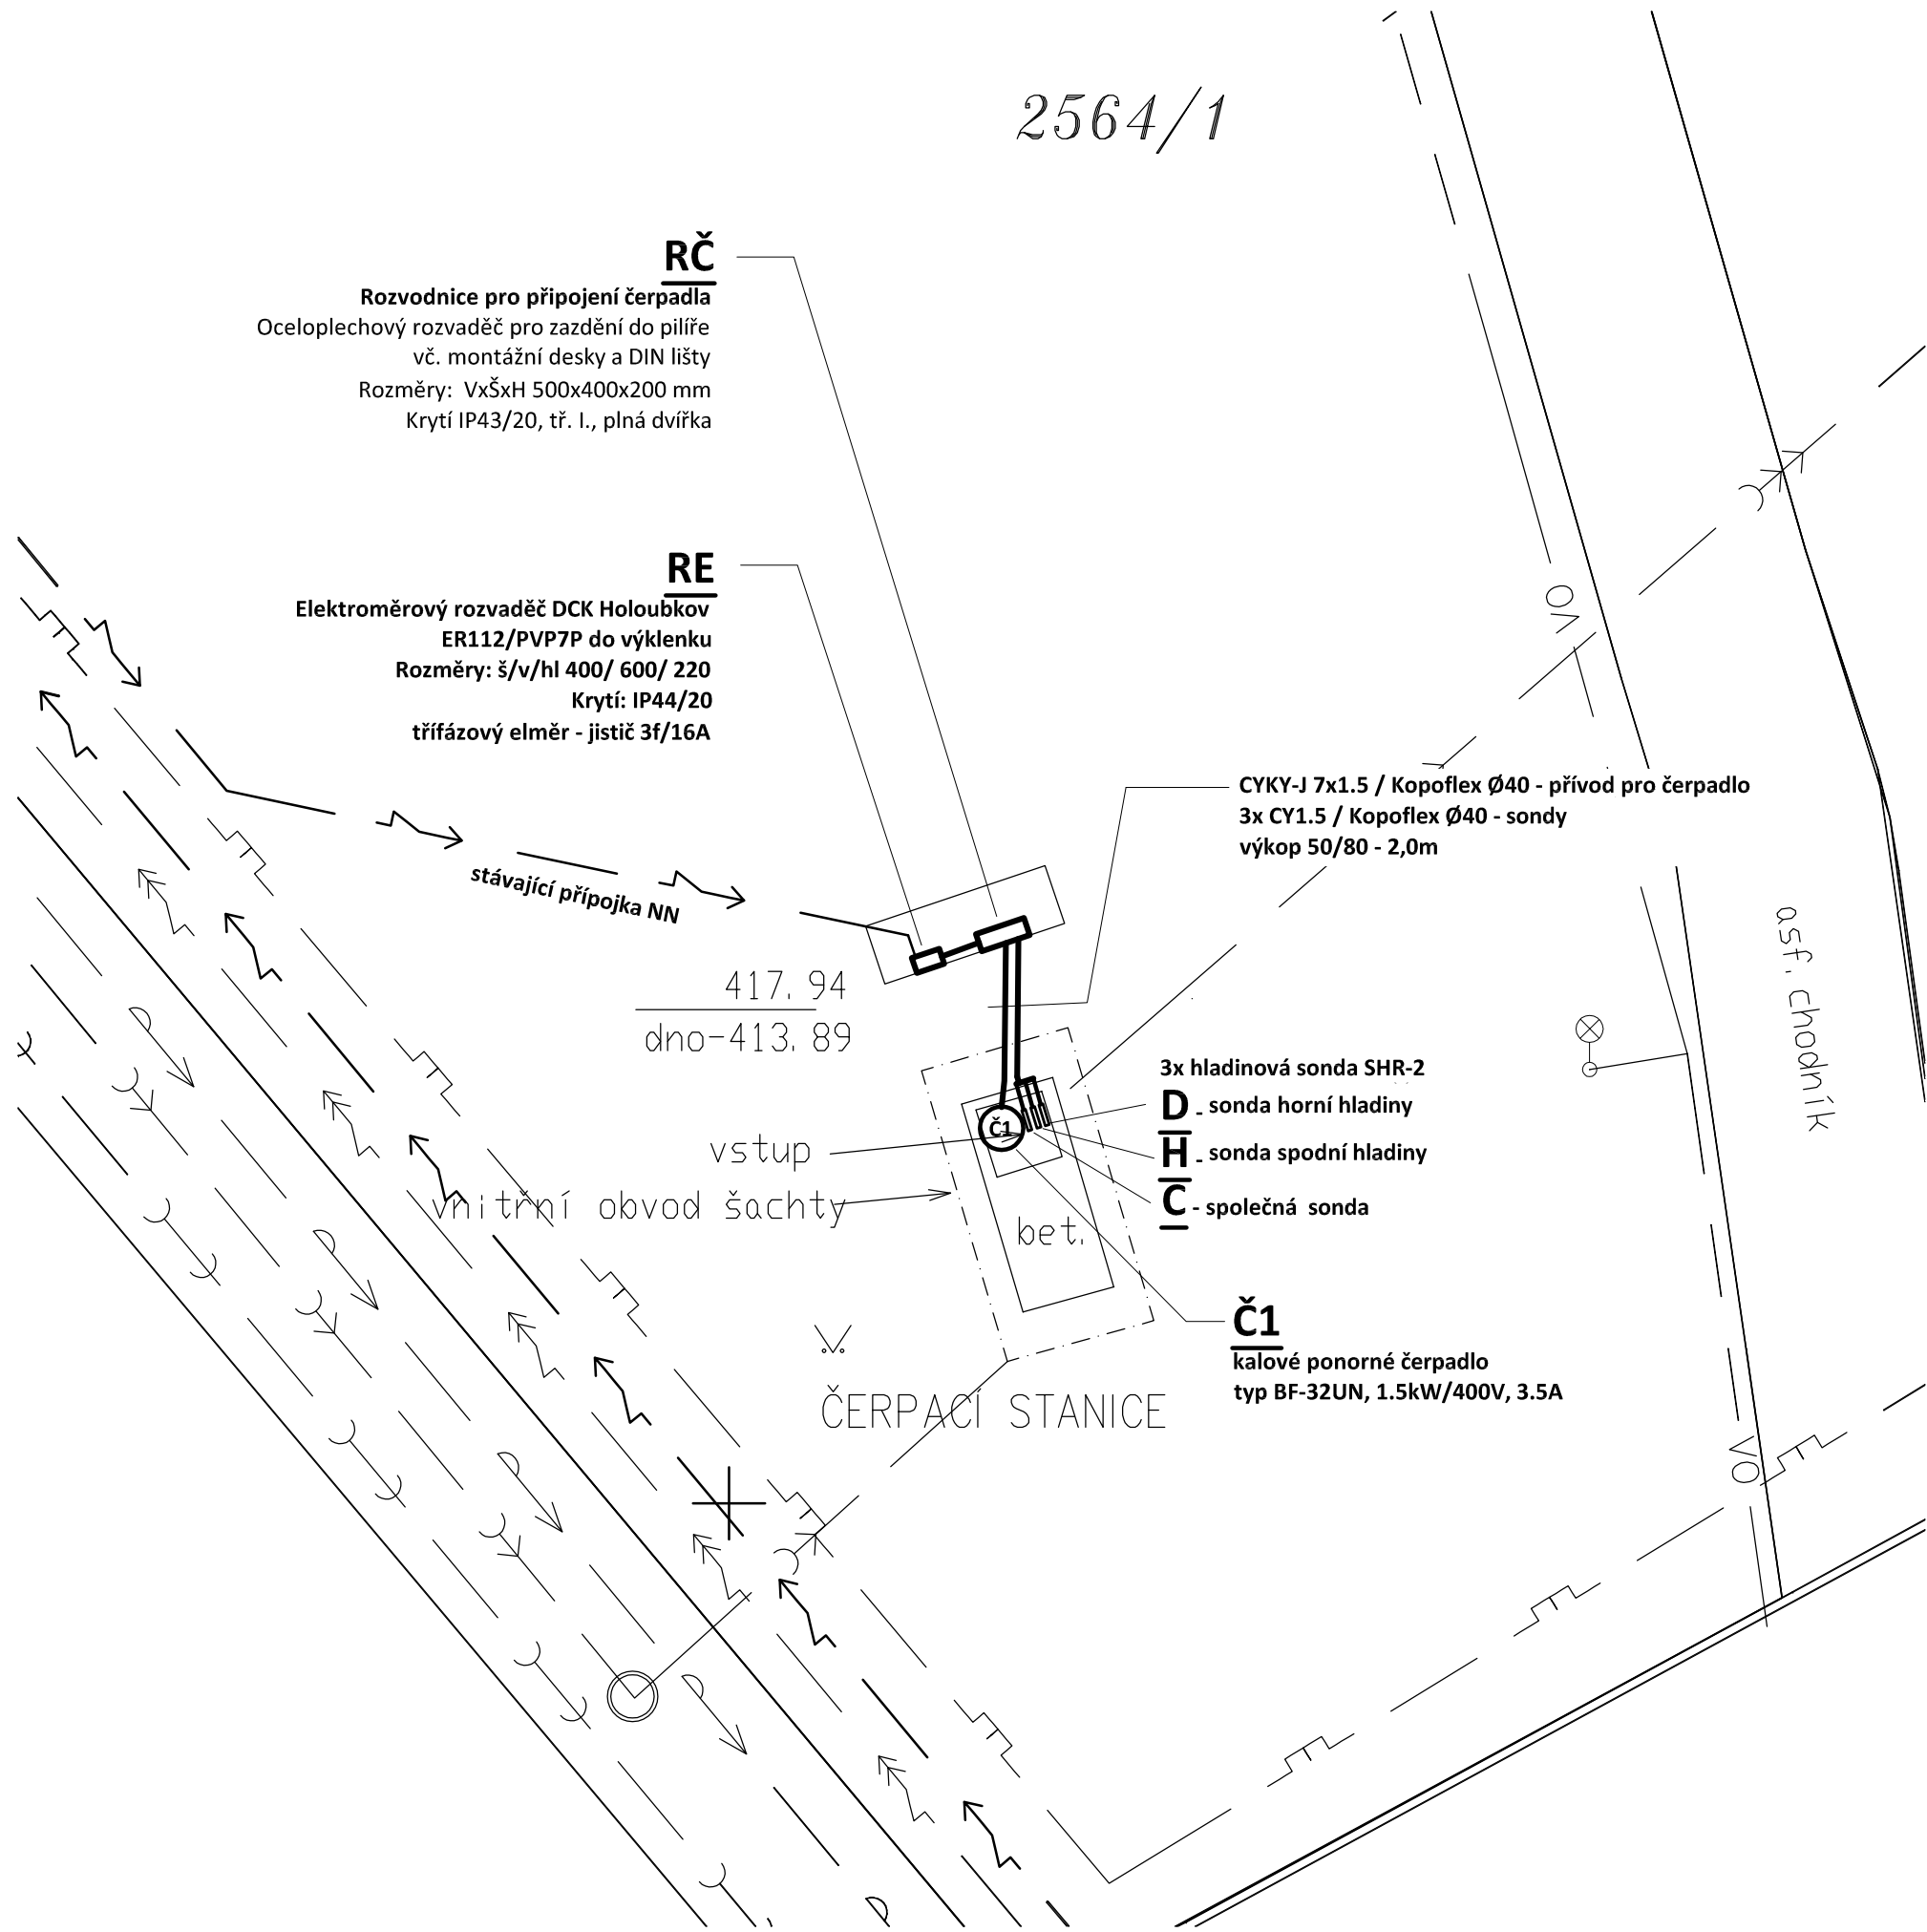 2564/1
RČ
Rozvodnice pro připojení čerpadla
Oceloplechový rozvaděč pro zazdění do pilíře
vč. montážní desky a DIN lišty
Rozměry: VxŠxH 500x400x200 mm
Krytí IP43/20, tř. I., plná dvířka
RE
Elektroměrový rozvaděč DCK Holoubkov
ER112/PVP7P do výklenku
Rozměry: š/v/hl 400/ 600/ 220
Krytí: IP44/20
třífázový elměr - jistič 3f/16A
VO
CYKY-J 7x1.5 / Kopoflex Ø40 - přívod pro čerpadlo
3x CY1.5 / Kopoflex Ø40 - sondy
výkop 50/80 - 2,0m
stávající přípojka NN
asf. chodník
417.94
dno-413.89
3x hladinová sonda SHR-2
D - sonda horní hladiny
H - sonda spodní hladiny
C - společná sonda
Č1
vstup
vnitřní obvod šachty
bet.
Č1
kalové ponorné čerpadlo
typ BF-32UN, 1.5kW/400V, 3.5A
ČERPACÍ STANICE
VO